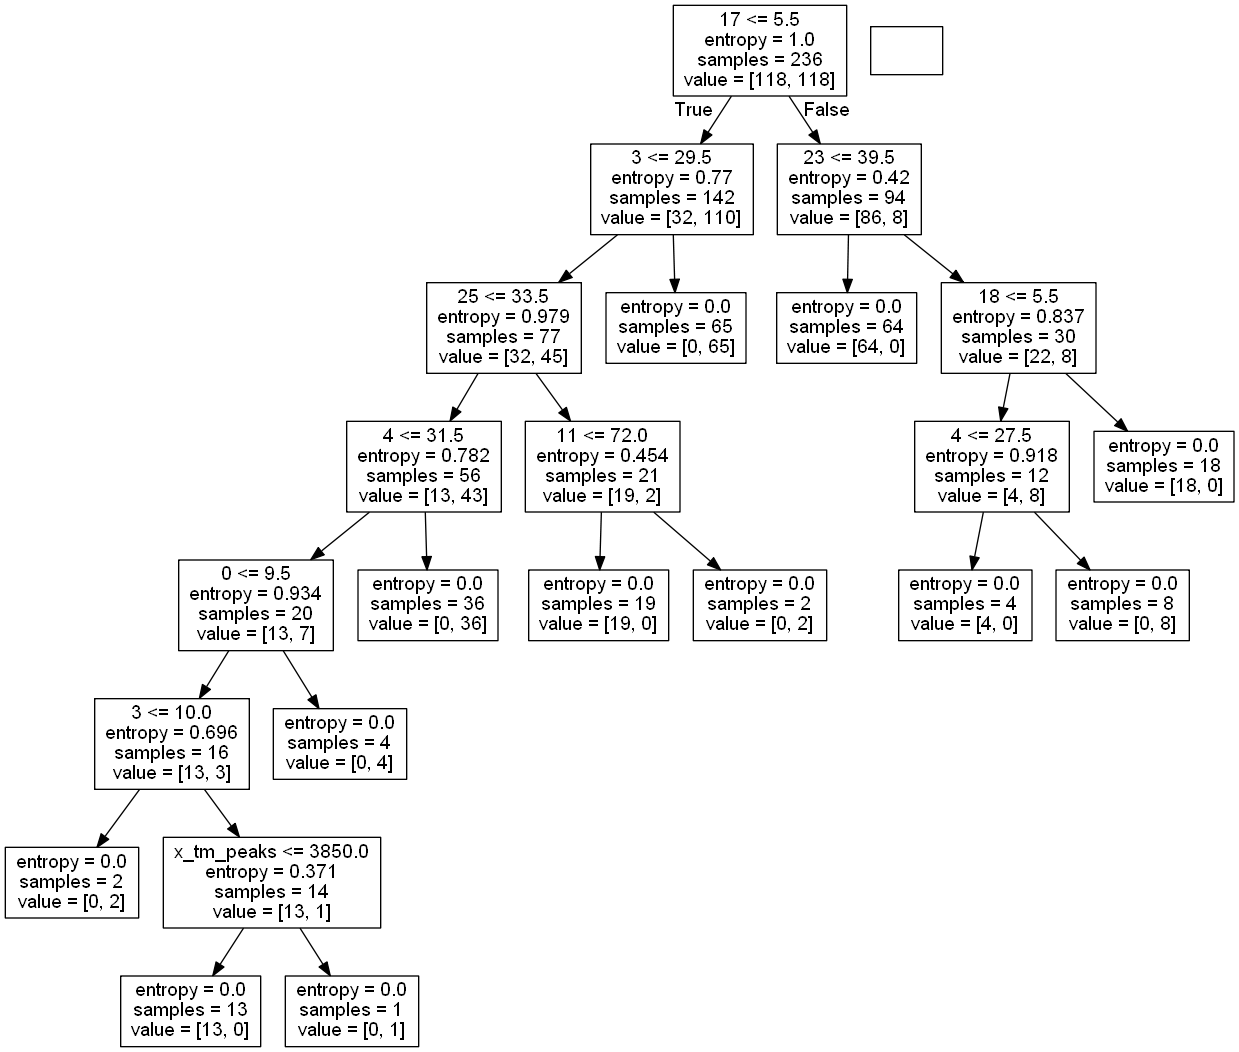 17 <= 5.5
entropy = 1.0
samples = 236
value = [118, 118]
True
False
3 <= 29.5
entropy = 0.77
samples = 142
value = [32, 110]
23 <= 39.5
entropy = 0.42
samples = 94
value = [86, 8]
25 <= 33.5
entropy = 0.979
samples = 77
value = [32, 45]
entropy = 0.0
samples = 65
value = [0, 65]
entropy = 0.0
samples = 64
value = [64, 0]
18 <= 5.5
entropy = 0.837
samples = 30
value = [22, 8]
4 <= 31.5
entropy = 0.782
samples = 56
value = [13, 43]
11 <= 72.0
entropy = 0.454
samples = 21
value = [19, 2]
4 <= 27.5
entropy = 0.918
samples = 12
value = [4, 8]
entropy = 0.0
samples = 18
value = [18, 0]
0 <= 9.5
entropy = 0.934
samples = 20
value = [13, 7]
entropy = 0.0
samples = 36
value = [0, 36]
entropy = 0.0
samples = 19
value = [19, 0]
entropy = 0.0
samples = 2
value = [0, 2]
entropy = 0.0
samples = 4
value = [4, 0]
entropy = 0.0
samples = 8
value = [0, 8]
3 <= 10.0
entropy = 0.696
samples = 16
value = [13, 3]
entropy = 0.0
samples = 4
value = [0, 4]
entropy = 0.0
samples = 2
value = [0, 2]
x_tm_peaks <= 3850.0
entropy = 0.371
samples = 14
value = [13, 1]
entropy = 0.0
samples = 13
value = [13, 0]
entropy = 0.0
samples = 1
value = [0, 1]